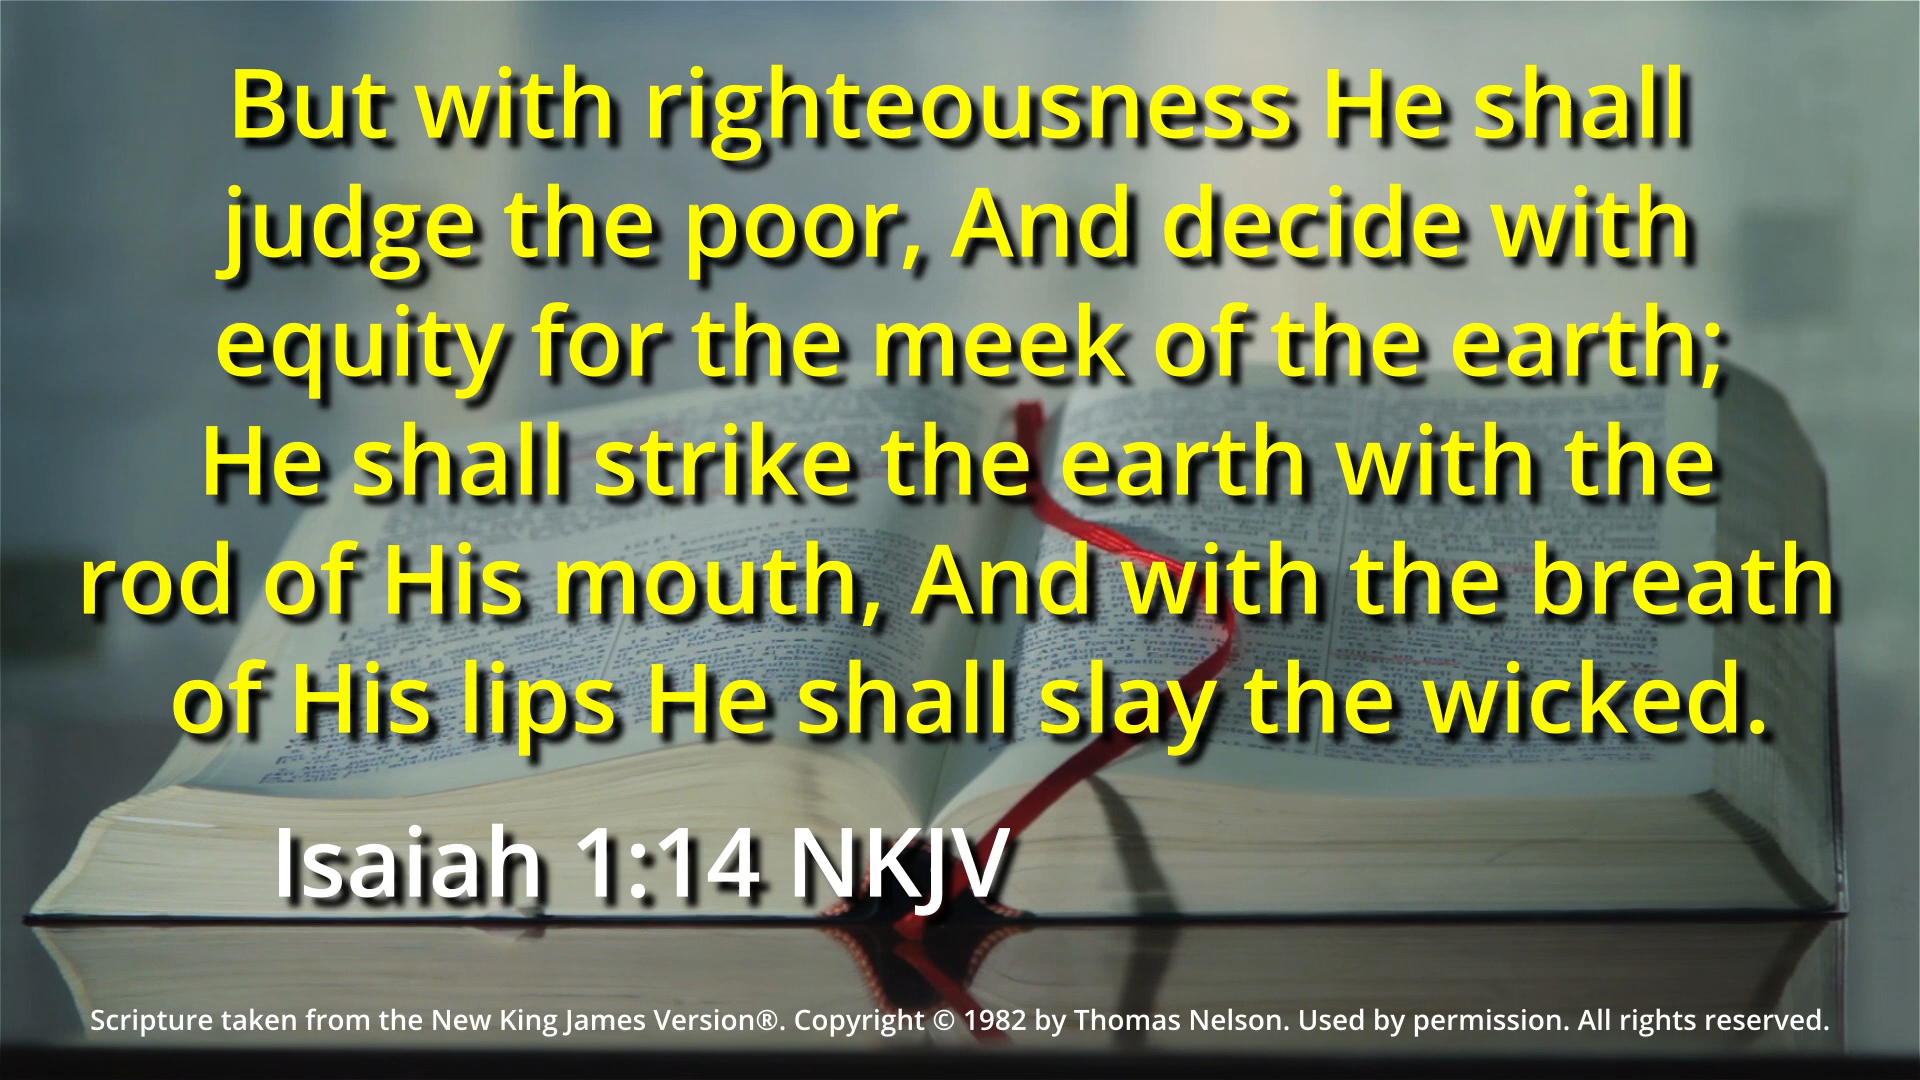 But with righteousness He shall
judge the poor, And decide with
equity for the meek of the earth;
He shall strike the earth with the
rod of His mouth, And with the breath
of His lips He shall slay the wicked.
Isaiah 1:14 NKJV
Scripture taken from the New King James Version®. Copyright © 1982 by Thomas Nelson. Used by permission. All rights reserved.